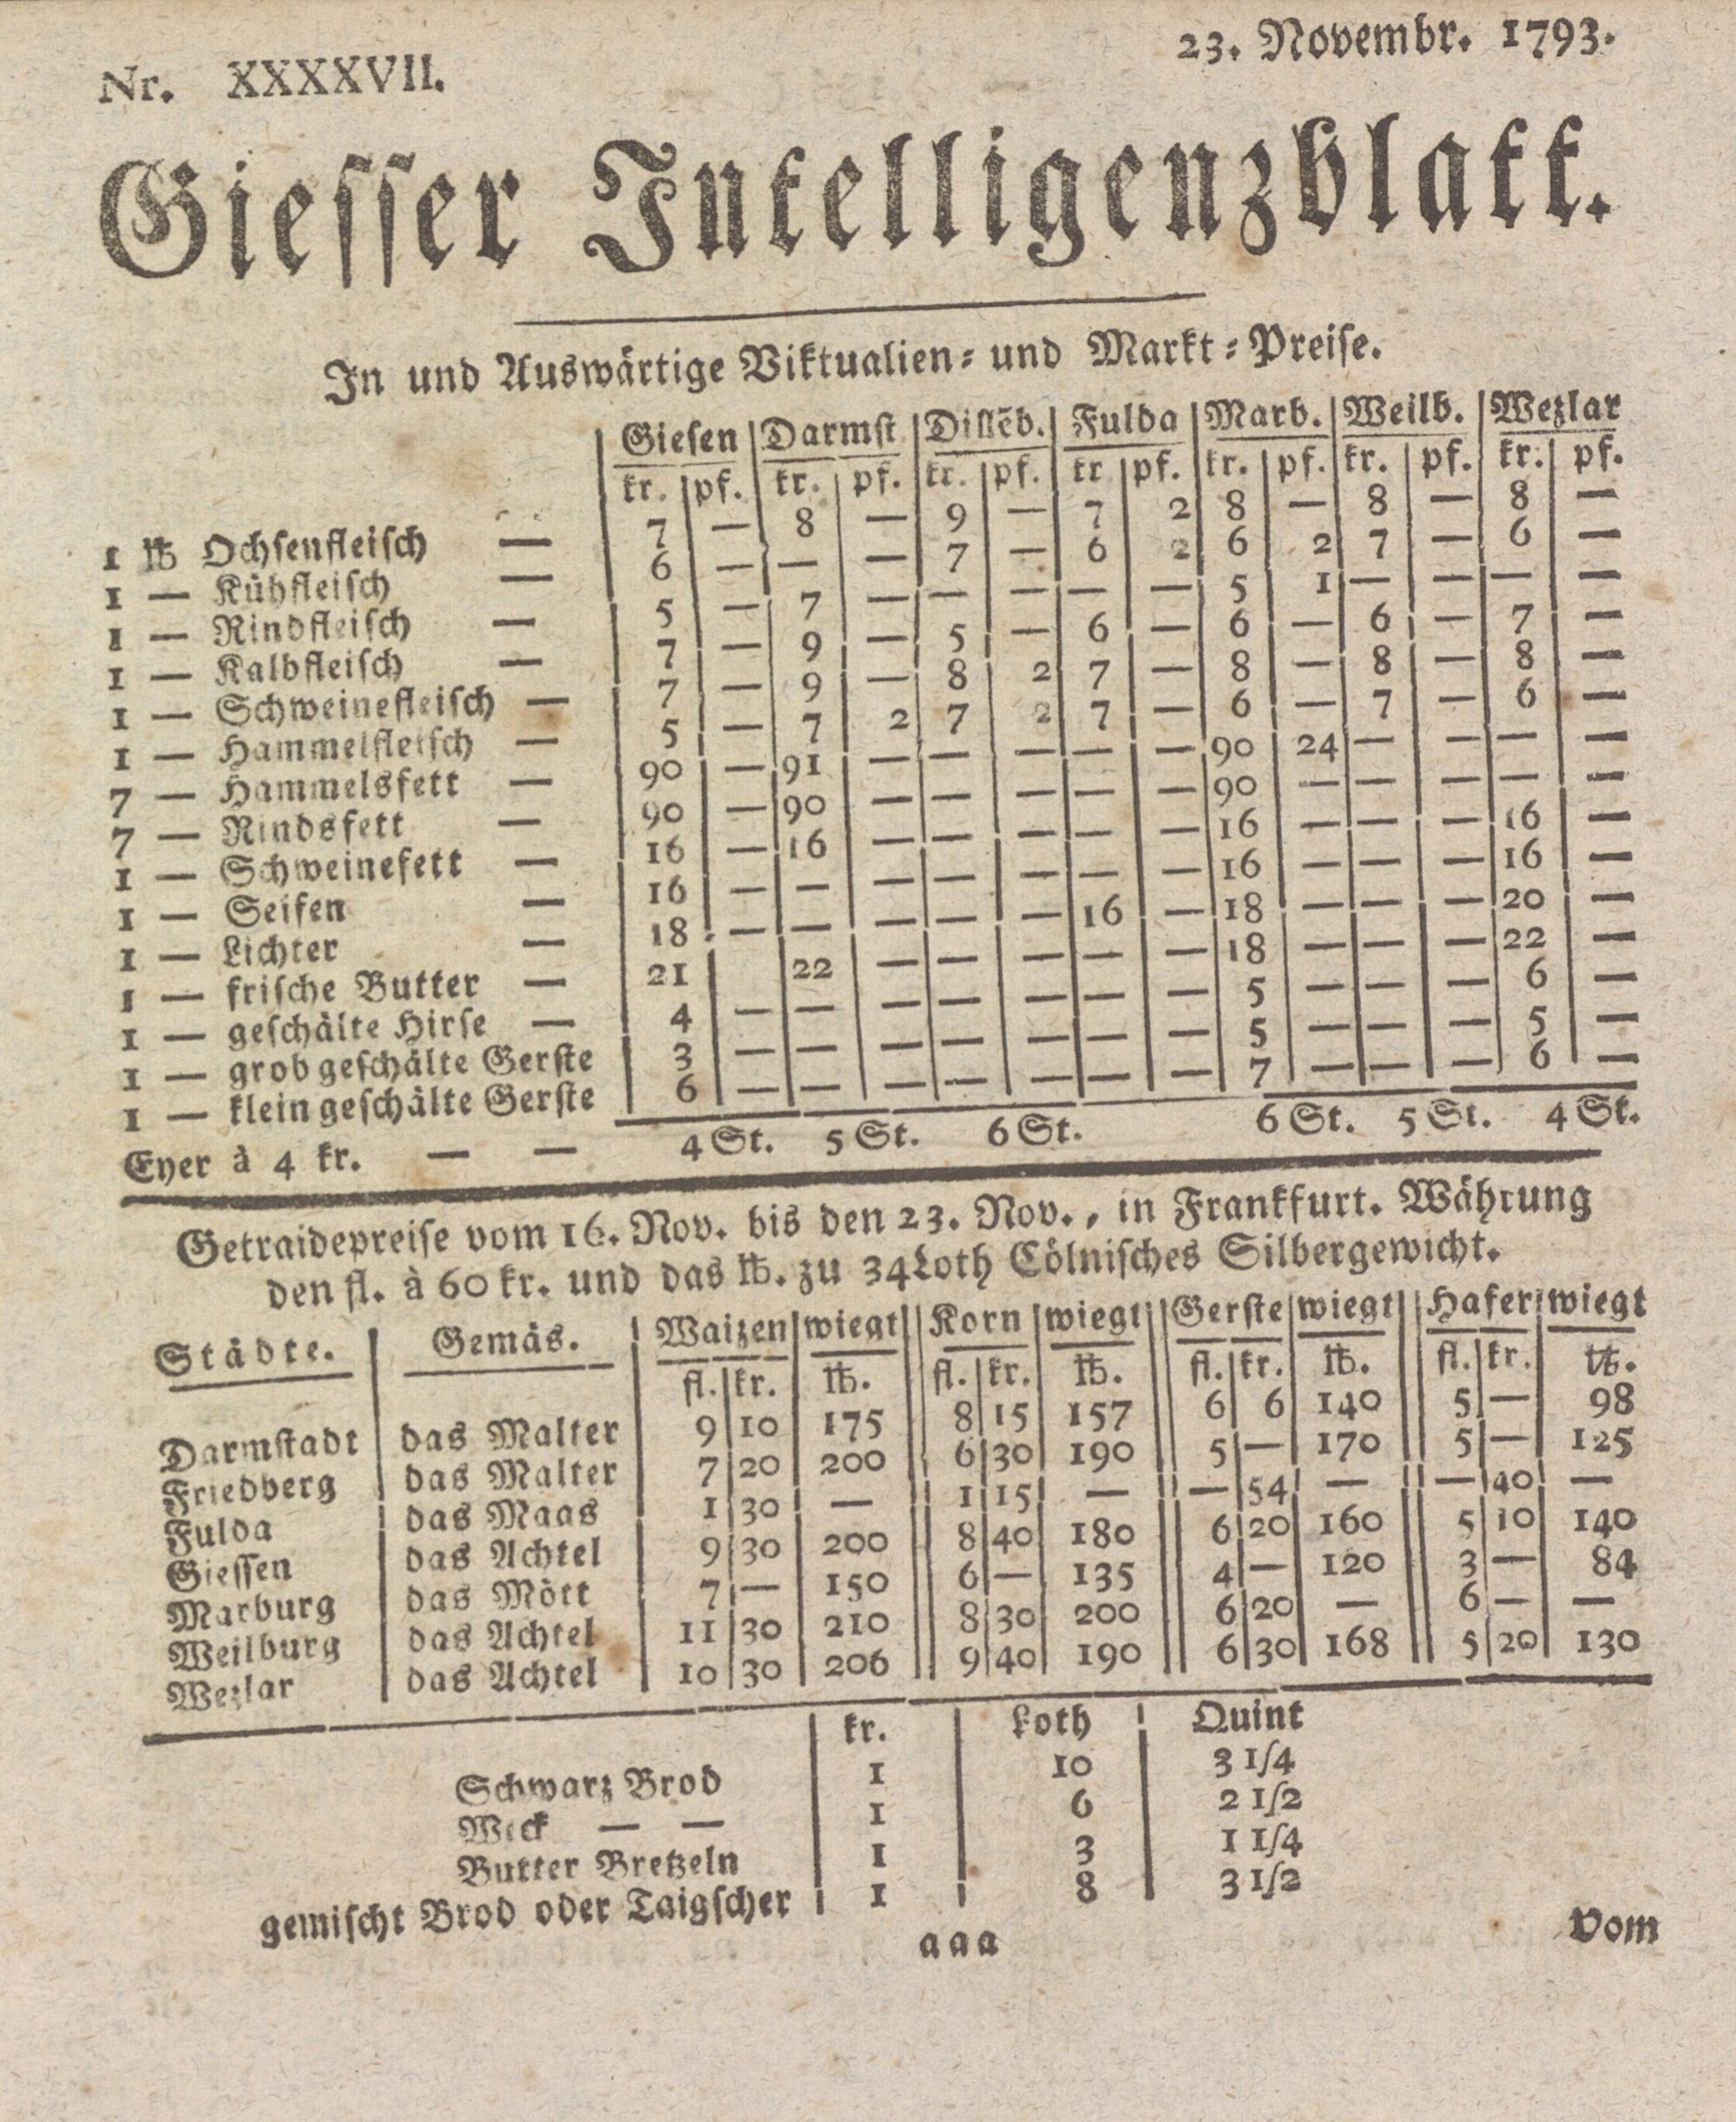 Nr. XXXXVII. 23. Novembr. 1793.
Giesser Intelligenzblatt.
In und Auswärtige Viktualien= und Markt=Preise.
Giesen Darmst Dillēb. Fulda Marb. Weilb. Wezlar
kr. pf. kr. pf. kr. pf. kr pf. kr. pf. kr. pf. kr. pf.
1 ℔ Ochsenfleisch — 7 — 8 — 9 — 7 2 8 — 8 — 8 —
1 — Kühfleisch — 6 — — — 7 — 6 2 6 2 7 — 6 —
1 — Rindfleisch — 5 — 7 — — — — — 5 1 — — — —
1 — Kalbfleisch — 7 — 9 — 5 — 6 — 6 — 6 — 7 —
1 — Schweinefleisch — 7 — 9 — 8 2 7 — 8 — 8 — 8 —
1 — Hammelfleisch — 5 — 7 2 7 2 7 — 6 — 7 — 6 —
7 — Hammelsfett — 90 — 91 — — — — — 90 24 — — — —
7 — Rindsfett — 90 — 90 — — — — — 90 — — — — —
1 — Schweinefett — 16 — 16 — — — — — 16 — — — 16 —
1 — Seifen — 16 — — — — — — — 16 — — — 16 —
1 — Lichter — 18 — — — — — 16 — 18 — — — 20 —
1 — frische Butter — 21 22 — — — — — 18 — — — 22 —
1 — geschälte Hirse — 4 — — — — — — — 5 — — — 6 —
1 — grob geschälte Gerste 3 — — — — — — — 5 — — — 5 —
1 — klein geschälte Gerste 6 — — — — — — — 7 — — — 6 —
Eyer à 4 kr. — — 4 St. 5 St. 6 St. 6 St. 5 St. 4 St.
Getraidepreise vom 16. Nov. bis den 23. Nov., in Frankfurt. Währung
den fl. à 60 kr. und das ℔. zu 34 Loth Cölnisches Silbergewicht.
Städte. Gemäs. Waizen wiegt Korn wiegt Gerste wiegt Hafer wiegt
fl. kr. ℔. fl. kr. ℔. fl. kr. ℔. fl. kr. ℔.
Darmstadt das Malter 9 10 175 8 15 157 6 6 140 5 — 98
Friedberg das Malter 7 20 200 6 30 190 5 — 170 5 — 125
Fulda das Maas 1 30 — 1 15 — — 54 — — 40 —
Giessen das Achtel 9 30 200 8 40 180 6 20 160 5 10 140
Marburg das Mött 7 — 150 6 — 135 4 — 120 3 — 84
Weilburg das Achtel 11 30 210 8 30 200 6 20 — 6 — —
Wezlar das Achtel 10 30 206 9 40 190 6 30 168 5 20 130
kr. Loth Quint
Schwarz Brod 1 10 3 1/4
Weck — — 1 6 2 1/2
Butter Bretzeln 1 3 1 1/4
gemischt Brod oder Taigscher 1 8 3 1/2
aaa Vom